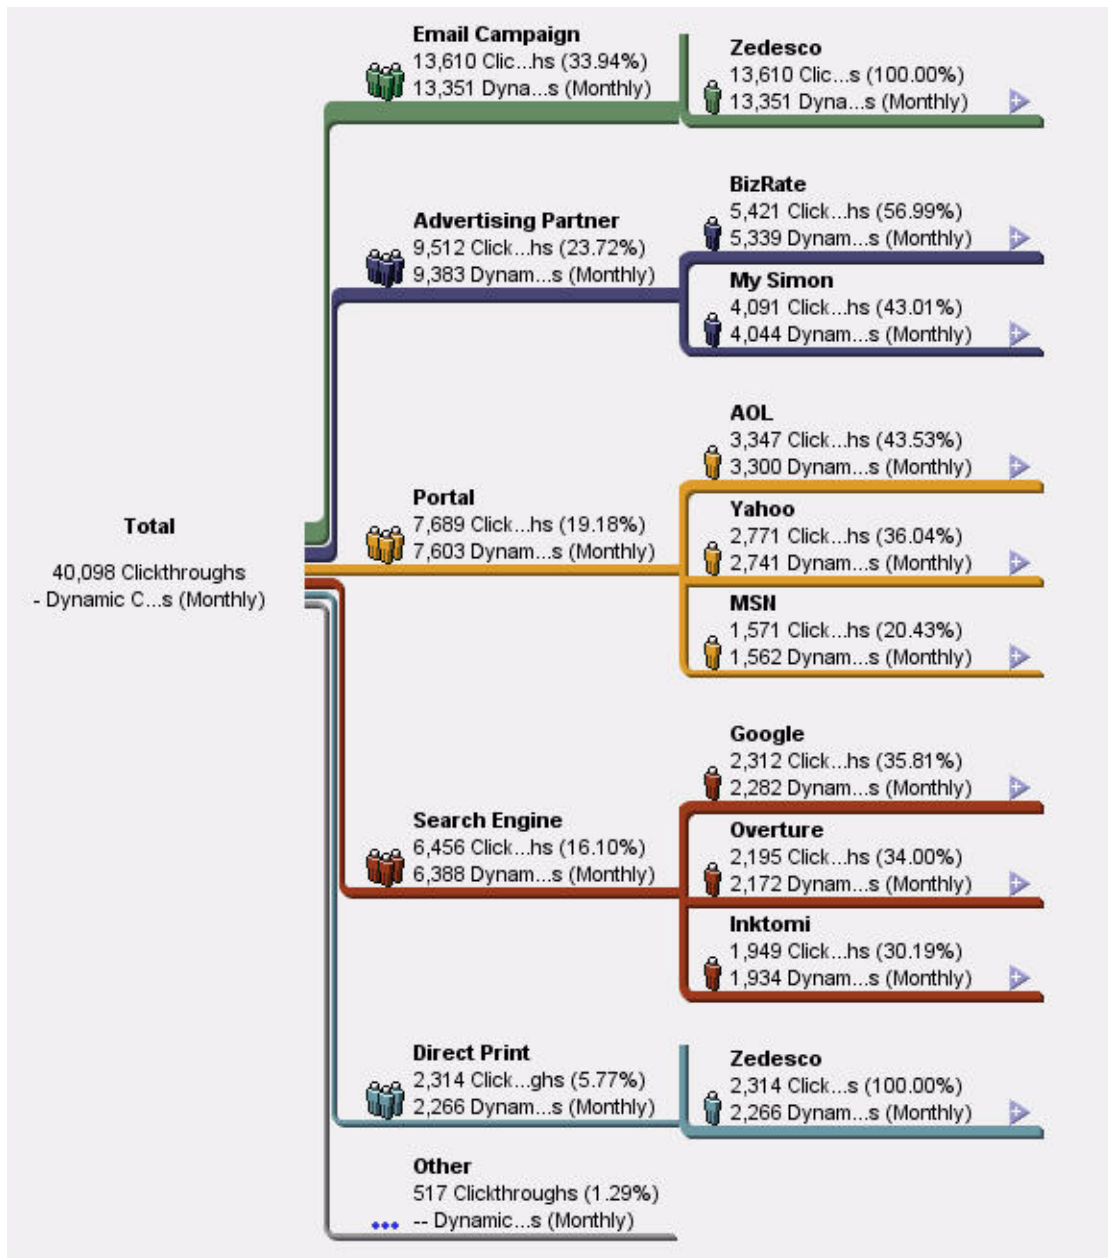 Email Campaign
13,610 Clic...hs (33.94%)
13,351 Dyna...s (Monthly)
Zedesco
13,610 Clic...s (100.00%)
13,351 Dyna...s (Monthly)
Advertising Partner
9,512 Click...hs (23.72%)
9,383 Dynam...s (Monthly)
BizRate
5,421 Click...hs (56.99%)
5,339 Dynam...s (Monthly)
My Simon
4,091 Click...hs (43.01%)
4,044 Dynam...s (Monthly)
Total
40,098 Clickthroughs
- Dynamic C...s (Monthly)
Portal
7,689 Click...hs (19.18%)
7,603 Dynam...s (Monthly)
AOL
3,347 Click...hs (43.53%)
3,300 Dynam...s (Monthly)
Yahoo
2,771 Click...hs (36.04%)
2,741 Dynam...s (Monthly)
MSN
1,571 Click...hs (20.43%)
1,562 Dynam...s (Monthly)
Search Engine
6,456 Click...hs (16.10%)
6,388 Dynam...s (Monthly)
Google
2,312 Click...hs (35.81%)
2,282 Dynam...s (Monthly)
Overture
2,195 Click...hs (34.00%)
2,172 Dynam...s (Monthly)
Inktomi
1,949 Click...hs (30.19%)
1,934 Dynam...s (Monthly)
Direct Print
2,314 Click...ghs (5.77%)
2,266 Dynam...s (Monthly)
Zedesco
2,314 Click...s (100.00%)
2,266 Dynam...s (Monthly)
Other
517 Clickthroughs (1.29%)
-- Dynamic...s (Monthly)